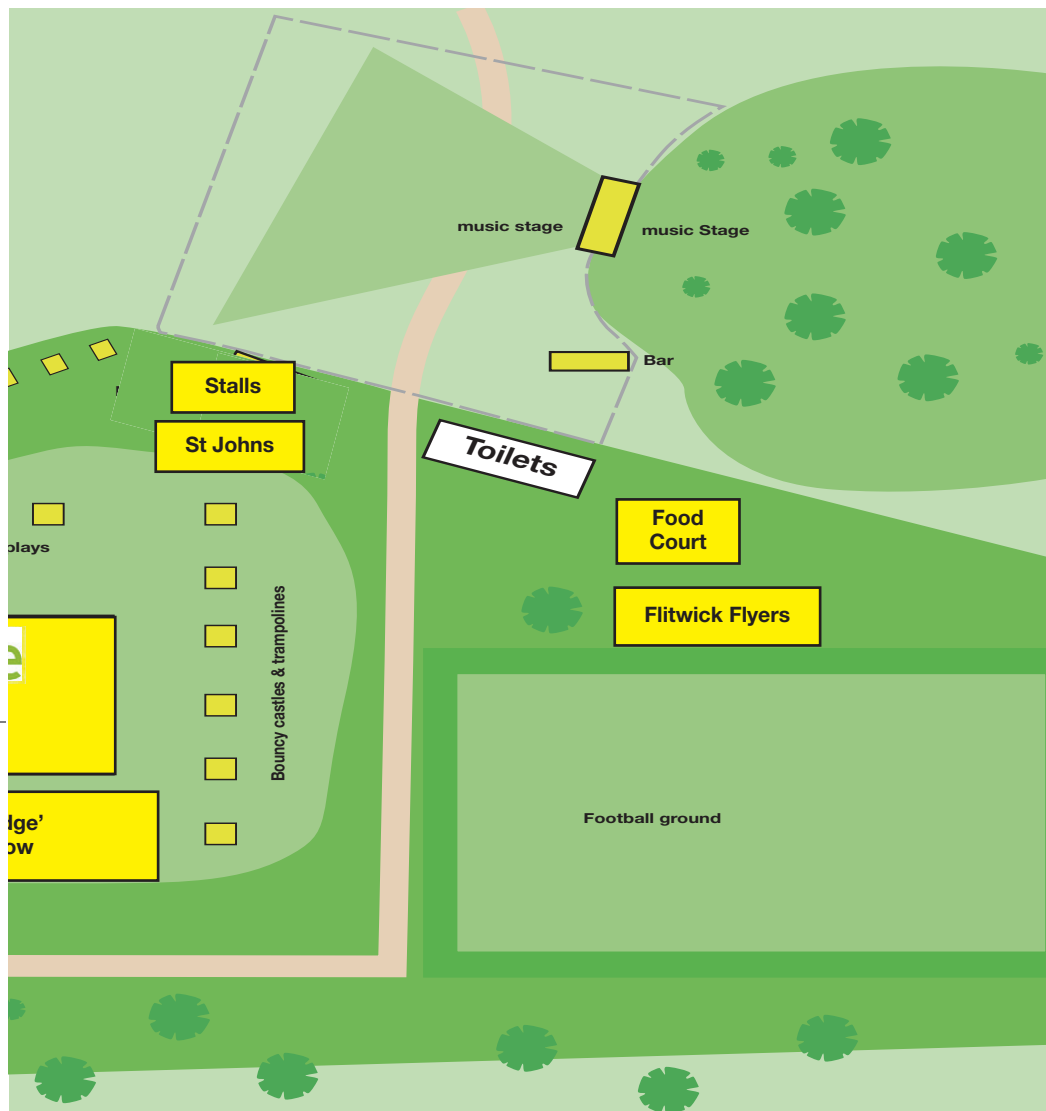 music stage
music Stage
Bar
Stalls
St Johns
Toilets
Food
Court
Flitwick Flyers
Bouncy castles & trampolines
plays
e
dge’
ow
Football ground